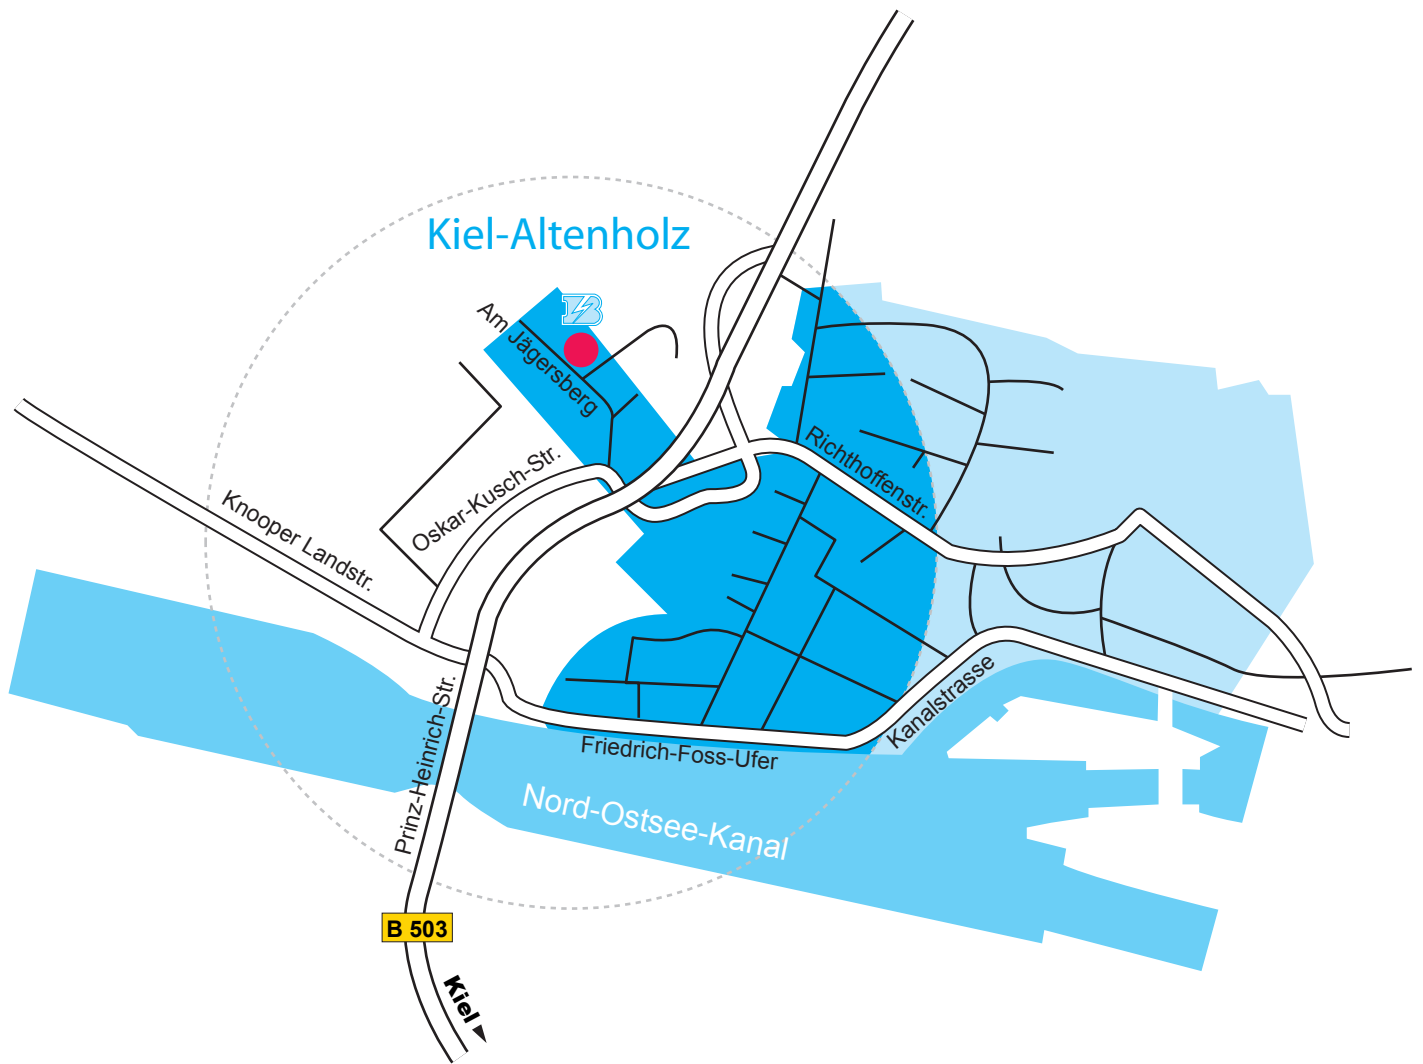 Kiel-Altenholz
B
Am Jägersberg
Richthoffenstr.
Oskar-Kusch-Str.
Knooper Landstr.
Kanalstrasse
Prinz-Heinrich-Str.
Friedrich-Foss-Ufer
Nord-Ostsee-Kanal
B 503
Kiel